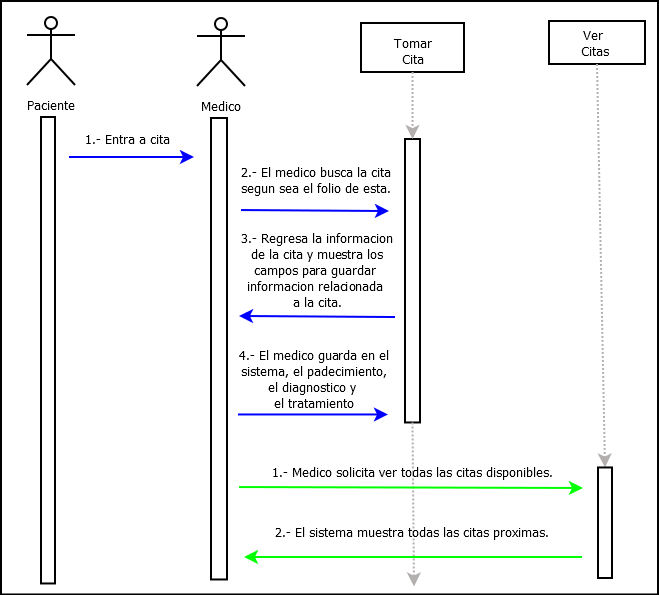 Tomar
Cita
Ver
Citas
Paciente
Medico
1.- Entra a cita
2.- El medico busca la cita
segun sea el folio de esta.
3.- Regresa la informacion
de la cita y muestra los
campos para guardar
informacion relacionada
a la cita.
4.- El medico guarda en el
sistema, el padecimiento,
el diagnostico y
el tratamiento
1.- Medico solicita ver todas las citas disponibles.
2.- El sistema muestra todas las citas proximas.